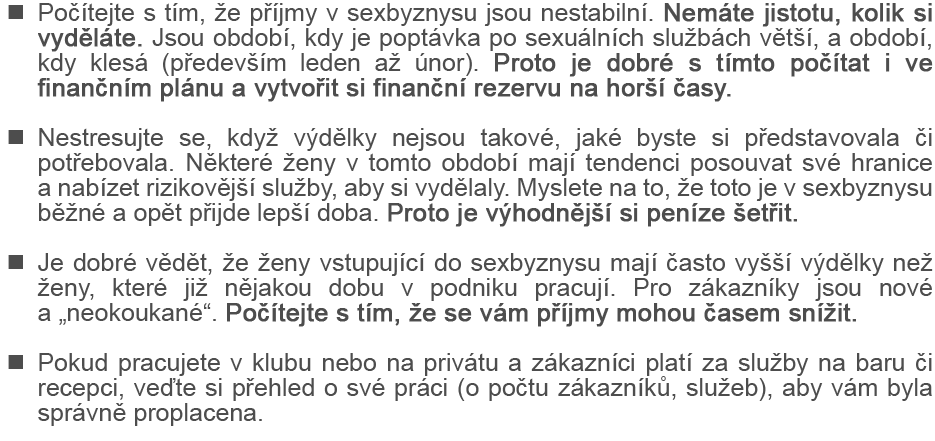 ■ Počítejte s tím, že příjmy v sexbyznysu jsou nestabilní. Nemáte jistotu, kolik si
vyděláte. Jsou období, kdy je poptávka po sexuálních službách větší, a období,
kdy klesá (především leden až únor). Proto je dobré s tímto počítat i ve
finančním plánu a vytvořit si finanční rezervu na horší časy.
■ Nestresujte se, když výdělky nejsou takové, jaké byste si představovala či
potřebovala. Některé ženy v tomto období mají tendenci posouvat své hranice
a nabízet rizikovější služby, aby si vydělaly. Myslete na to, že toto je v sexbyznysu
běžné a opět přijde lepší doba. Proto je výhodnější si peníze šetřit.
■ Je dobré vědět, že ženy vstupující do sexbyznysu mají často vyšší výdělky než
ženy, které již nějakou dobu v podniku pracují. Pro zákazníky jsou nové
a „neokoukané“. Počítejte s tím, že se vám příjmy mohou časem snížit.
■ Pokud pracujete v klubu nebo na privátu a zákazníci platí za služby na baru či
recepci, veďte si přehled o své práci (o počtu zákazníků, služeb), aby vám byla
správně proplacena.